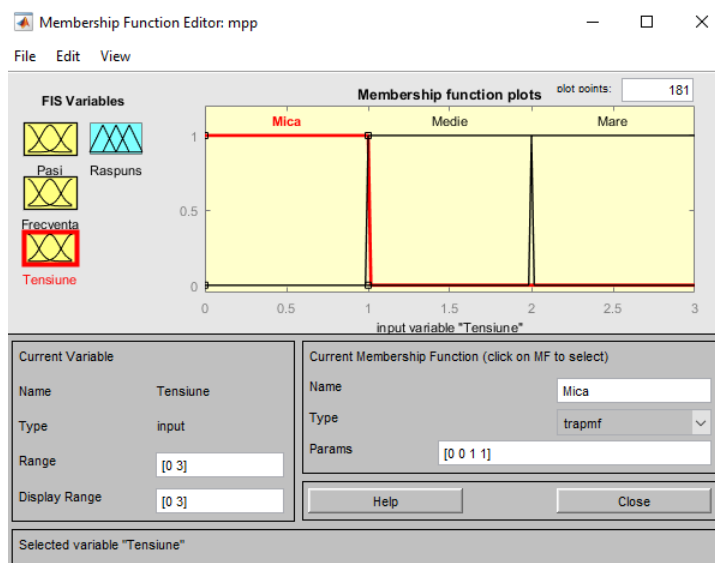 Membership Function Editor: mpp
File Edit View
FIS Variables
Pasi Raspuns
Frecventa
Tensiune
Membership function plots plot points: 181
Mica Medie Mare
1
0.5
0
0 0.5 1 1.5 2 2.5 3
input variable "Tensiune"
Current Variable
Name Tensiune
Type input
Range [0 3]
Display Range [0 3]
Current Membership Function (click on MF to select)
Name Mica
Type trapmf
Params [0 0 1 1]
Help Close
Selected variable "Tensiune"